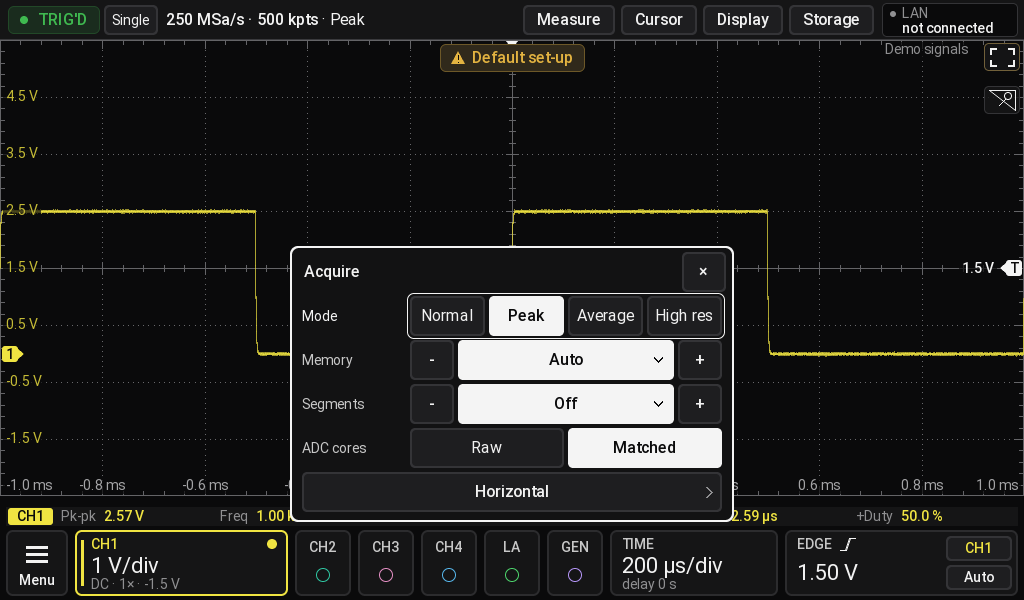 TRIG'D
Single
250 MSa/s · 500 kpts · Peak
Measure
Cursor
Display
Storage
LAN
not connected
Demo signals
Default set-up
4.5 V
3.5 V
2.5 V
1.5 V
0.5 V
-0.5 V
-1.5 V
1
1.5 V
T
Acquire
×
Mode
Normal
Peak
Average
High res
Memory
-
Auto
+
Segments
-
Off
+
ADC cores
Raw
Matched
Horizontal
-1.0 ms
-0.8 ms
-0.6 ms
0.6 ms
0.8 ms
1.0 ms
CH1
Pk-pk 2.57 V
Freq 1.00
2.59 µs
+Duty 50.0 %
Menu
CH1
1 V/div
DC · 1× · -1.5 V
CH2
CH3
CH4
LA
GEN
TIME
200 µs/div
delay 0 s
EDGE
1.50 V
CH1
Auto